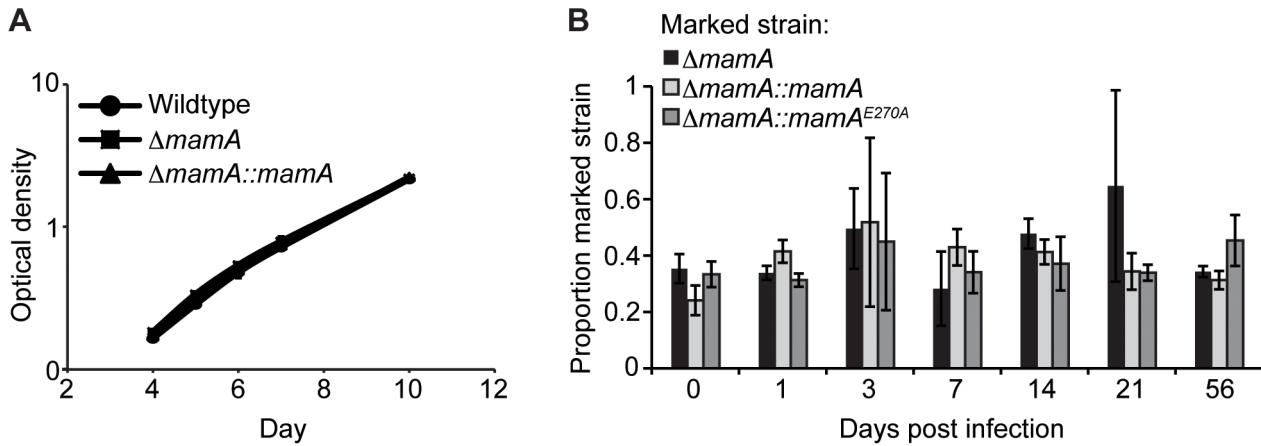 A
10
1
0
Optical density
Wildtype
ΔmamA
ΔmamA::mamA
2 4 6 8 10 12
Day
B
Marked strain:
ΔmamA
ΔmamA::mamA
ΔmamA::mamA^E270A
1
0.8
0.6
0.4
0.2
0
Proportion marked strain
0 1 3 7 14 21 56
Days post infection